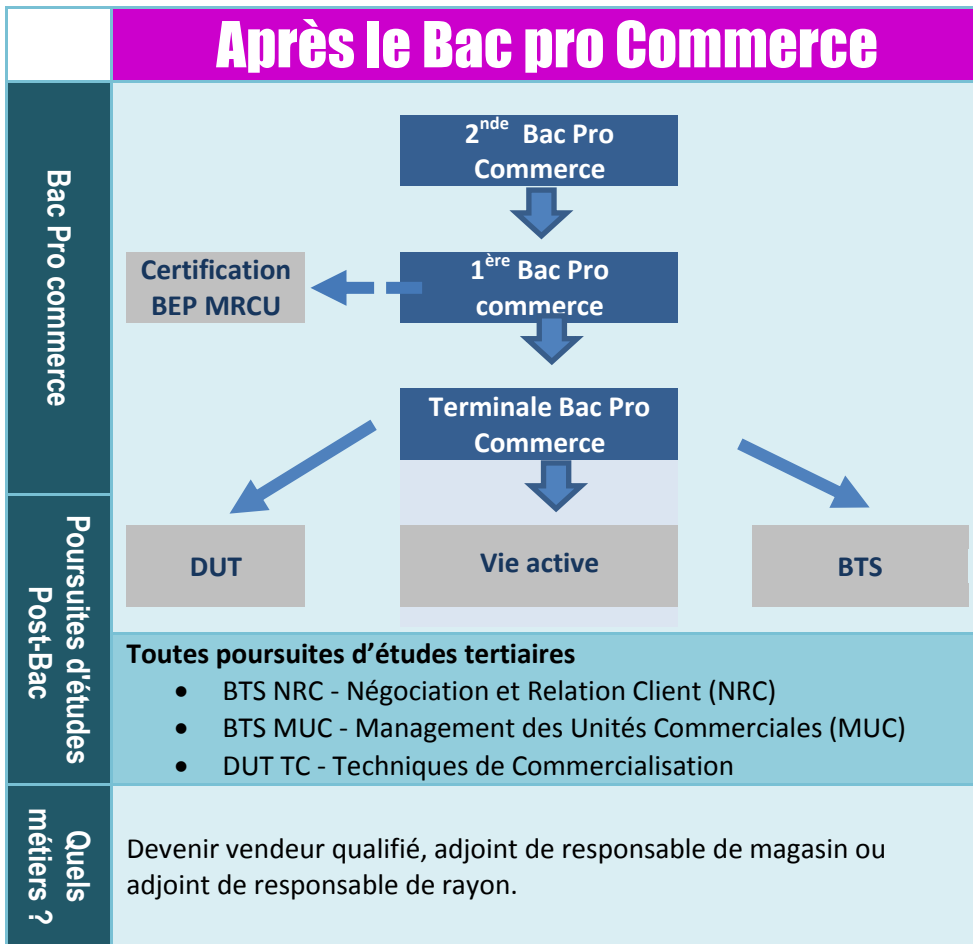 Après le Bac pro Commerce
Bac Pro commerce
2nde Bac Pro
Commerce
Certification
BEP MRCU
1ère Bac Pro
commerce
Terminale Bac Pro
Commerce
Poursuites d'études
Post-Bac
DUT
Vie active
BTS
Toutes poursuites d’études tertiaires
• BTS NRC - Négociation et Relation Client (NRC)
• BTS MUC - Management des Unités Commerciales (MUC)
• DUT TC - Techniques de Commercialisation
Quels
métiers ?
Devenir vendeur qualifié, adjoint de responsable de magasin ou
adjoint de responsable de rayon.